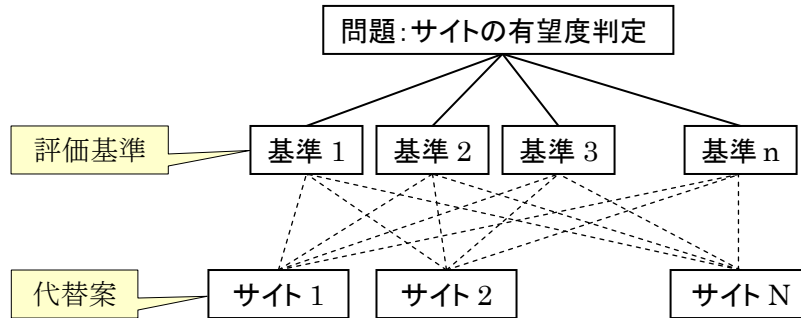 問題：サイトの有望度判定
評価基準
基準 1
基準 2
基準 3
基準 n
代替案
サイト 1
サイト 2
サイト N